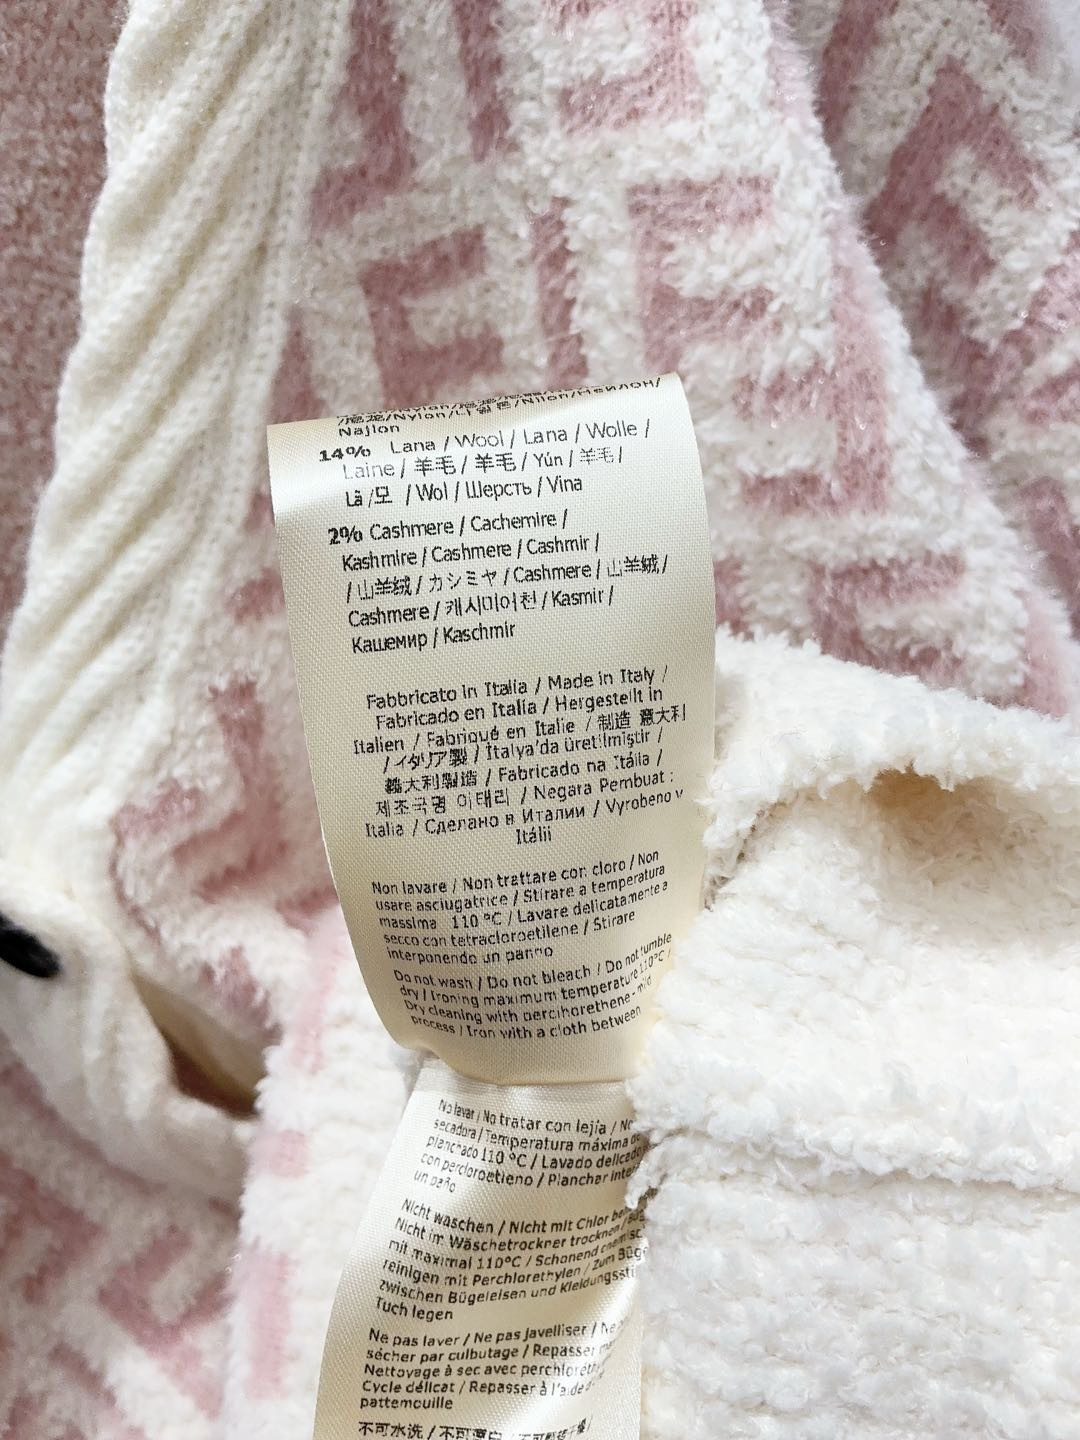 /尼龙/Nylon/나일론/Nilon/Нейлон/
Najlon
14% Lana / Wool / Lana / Wolle /
Laine / 羊毛 / 羊毛 / Yún / 羊毛 /
Lã /모 / Wol / Шерсть / Vina
2% Cashmere / Cachemire /
Kashmire / Cashmere / Cashmir /
/ 山羊绒 / カシミヤ / Cashmere / 山羊絨 /
Cashmere / 캐시미어천 / Kasmir /
Кашемир / Kaschmir
Fabbricato in Italia / Made in Italy /
Fabricado en Italia / Hergestellt in
Italien / Fabriqué en Italie / 制造 意大利
/ イタリア製 / İtalya'da üretilmiştir /
義大利製造 / Fabricado na Itália /
제조국명 이태리 / Negara Pembuat :
Italia / Сделано в Италии / Vyrobeno v
Itálii
Non lavare / Non trattare con cloro / Non
usare asciugatrice / Stirare a temperatura
massima 110 °C / Lavare delicatamente a
secco con tetracloroetilene / Stirare
interponendo un panno
Do not wash / Do not bleach / Do not tumble
dry / Ironing maximum temperature 110°C /
Dry cleaning with perclhorethene - mild
process / Iron with a cloth between
No lavar / No tratar con lejía / No
secadora / Temperatura máxima de
planchado 110 °C / Lavado delicado
con percloroetieno / Planchar
un paño
Nicht waschen / Nicht mit Chlor
Nicht im Wäschetrockner trocknen /
mit maximal 110°C / Schonend
reinigen mit Perchlorethylen / Zum
zwischen Bügeleisen und
Tuch legen
Ne pas laver / Ne pas javelliser / Ne
sécher par culbutage / Repasser
Nettoyage à sec avec
Cycle délicat / Repasser à l'aide
pattemouille
不可水洗 / 不可漂白 /